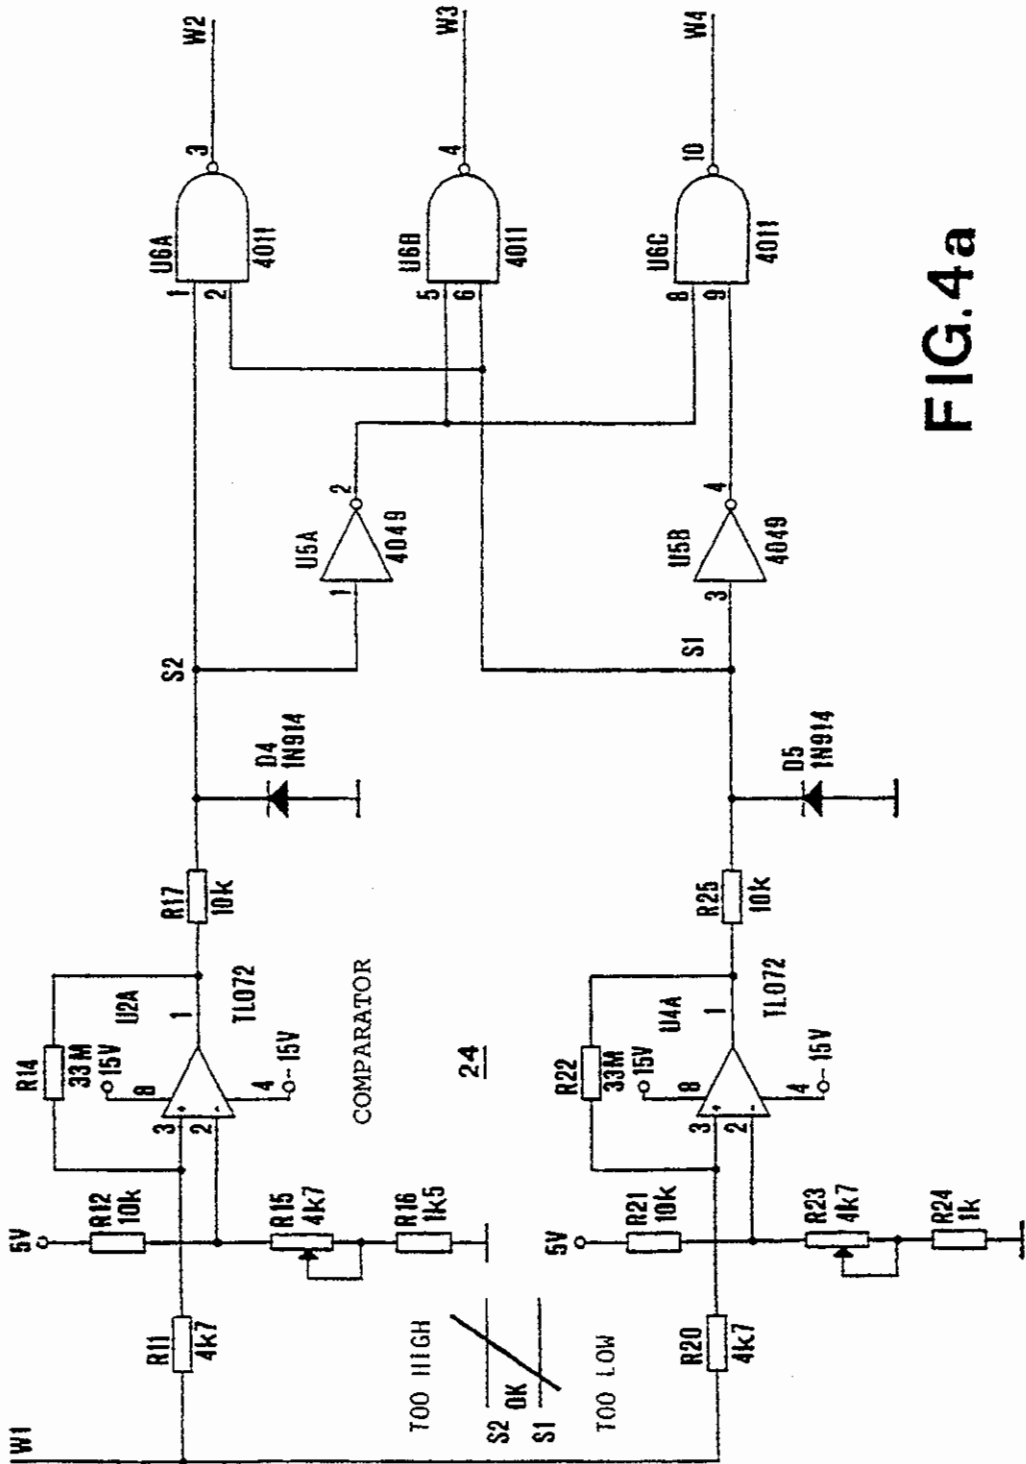 W1
R11
4k7
5V
R12
10k
R14
33M
15V
8
3
2
4
-15V
U2A
1
TL072
R15
4k7
R16
1k5
COMPARATOR
24
R17
10k
D4
1N914
S2
1
U5A
2
4049
1
2
U6A
3
4011
W2
5
6
U6B
4
4011
W3
TOO HIGH
S2
OK
S1
TOO LOW
R20
4k7
5V
R21
10k
R22
33M
15V
8
3
2
4
-15V
U4A
1
TL072
R23
4k7
R24
1k
R25
10k
D5
1N914
S1
3
U5B
4
4049
8
9
U6C
10
4011
W4
FIG.4a